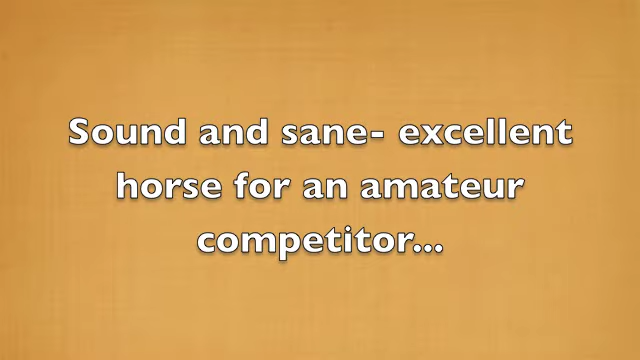 Sound and sane- excellent
horse for an amateur
competitor...